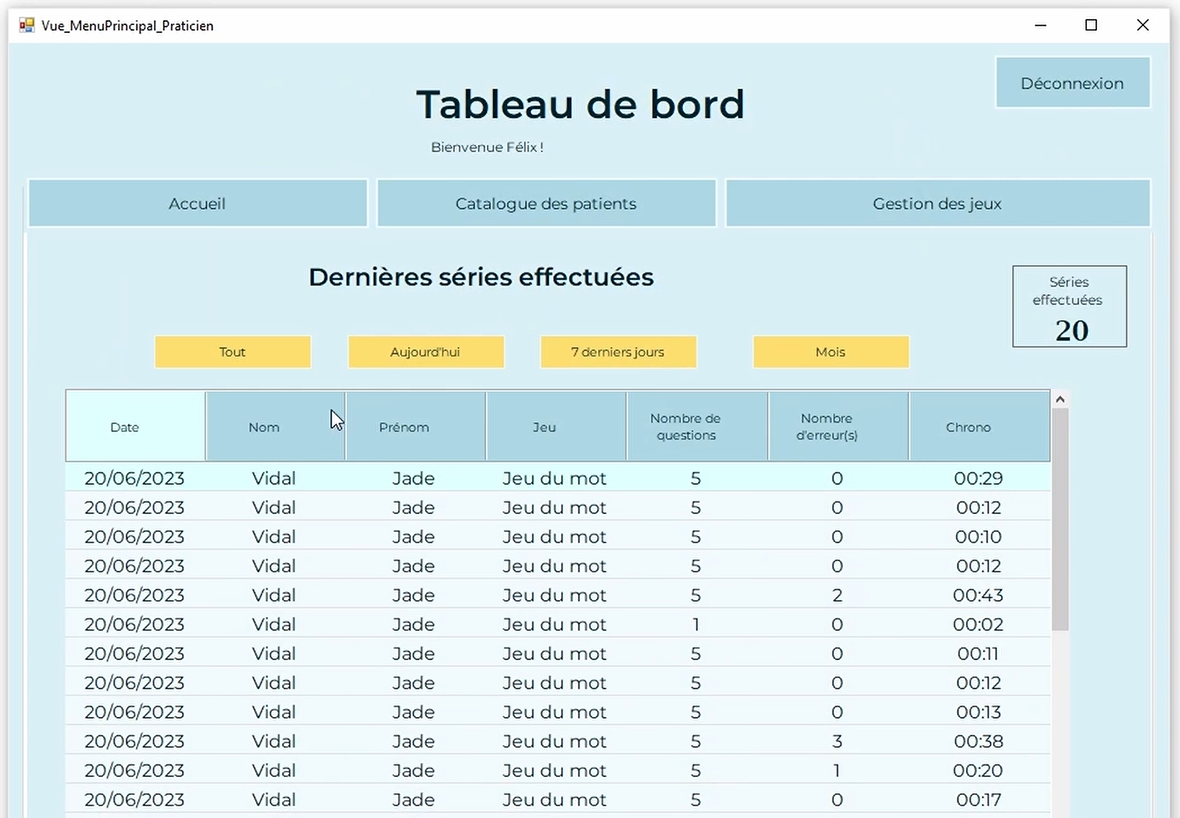 Vue_MenuPrincipal_Praticien
Déconnexion
Tableau de bord
Bienvenue Félix !
Accueil Catalogue des patients Gestion des jeux
Dernières séries effectuées
Séries
effectuées
20
Tout Aujourd'hui 7 derniers jours Mois
Date Nom Prénom Jeu Nombre de questions Nombre d'erreur(s) Chrono
20/06/2023 Vidal Jade Jeu du mot 5 0 00:29
20/06/2023 Vidal Jade Jeu du mot 5 0 00:12
20/06/2023 Vidal Jade Jeu du mot 5 0 00:10
20/06/2023 Vidal Jade Jeu du mot 5 0 00:12
20/06/2023 Vidal Jade Jeu du mot 5 2 00:43
20/06/2023 Vidal Jade Jeu du mot 1 0 00:02
20/06/2023 Vidal Jade Jeu du mot 5 0 00:11
20/06/2023 Vidal Jade Jeu du mot 5 0 00:12
20/06/2023 Vidal Jade Jeu du mot 5 0 00:13
20/06/2023 Vidal Jade Jeu du mot 5 3 00:38
20/06/2023 Vidal Jade Jeu du mot 5 1 00:20
20/06/2023 Vidal Jade Jeu du mot 5 0 00:17